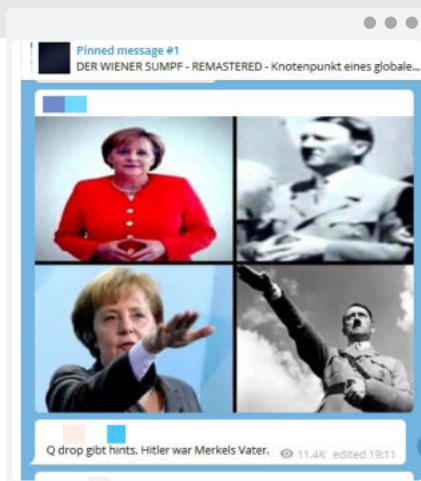 Pinned message #1
DER WIENER SUMPF - REMASTERED - Knotenpunkt eines globale...
Q drop gibt hints. Hitler war Merkels Vater.
11.4K edited 19:11